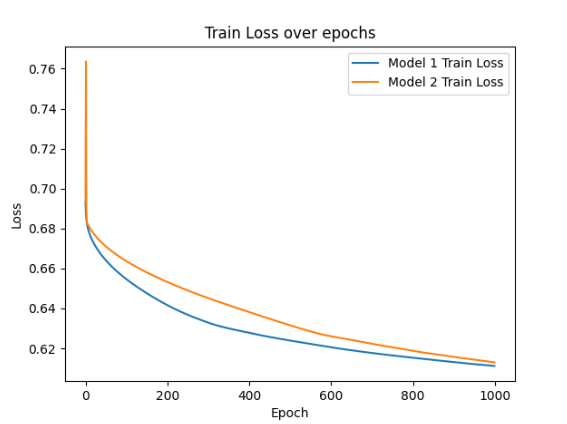 Train Loss over epochs
Model 1 Train Loss
Model 2 Train Loss
0.76
0.74
0.72
0.70
0.68
0.66
0.64
0.62
Loss
0
200
400
600
800
1000
Epoch